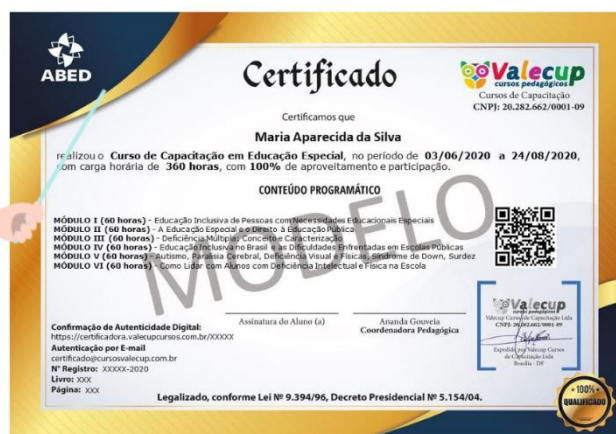 ABED
Certificado
Valecup
cursos pedagógicos
Cursos de Capacitação
CNPJ: 20.282.662/0001-09
Certificamos que
Maria Aparecida da Silva
realizou o Curso de Capacitação em Educação Especial, no período de 03/06/2020 a 24/08/2020,
com carga horária de 360 horas, com 100% de aproveitamento e participação.
CONTEÚDO PROGRAMÁTICO
MÓDULO I (60 horas) - Educação Inclusiva de Pessoas com Necessidades Educacionais Especiais
MÓDULO II (60 horas) - A Educação Especial e o Direito à Educação Pública
MÓDULO III (60 horas) - Deficiência Múltipla: Conceito e Caracterização
MÓDULO IV (60 horas) - Educação Inclusiva no Brasil e as Dificuldades Enfrentadas em Escolas Públicas
MÓDULO V (60 horas) - Autismo, Paralisia Cerebral, Deficiência Visual e Físicas, Síndrome de Down, Surdez
MÓDULO VI (60 horas) - Como Lidar com Alunos com Deficiência Intelectual e Física na Escola
MODELO
Assinatura do Aluno (a)
Ananda Gouveia
Coordenadora Pedagógica
Valecup
cursos pedagógicos
Valecup Cursos de Capacitação Ltda
CNPJ: 20.282.662/0001-09
Expedido por Valecup Cursos
de Capacitação Ltda
Brasília - DF
Confirmação de Autenticidade Digital:
https://certificadora.valecupcursos.com.br/XXXXX
Autenticação por E-mail
certificado@cursosvalecup.com.br
N° Registro: XXXXX-2020
Livro: XXX
Página: XXX
Legalizado, conforme Lei Nº 9.394/96, Decreto Presidencial Nº 5.154/04.
100%
QUALIFICADO